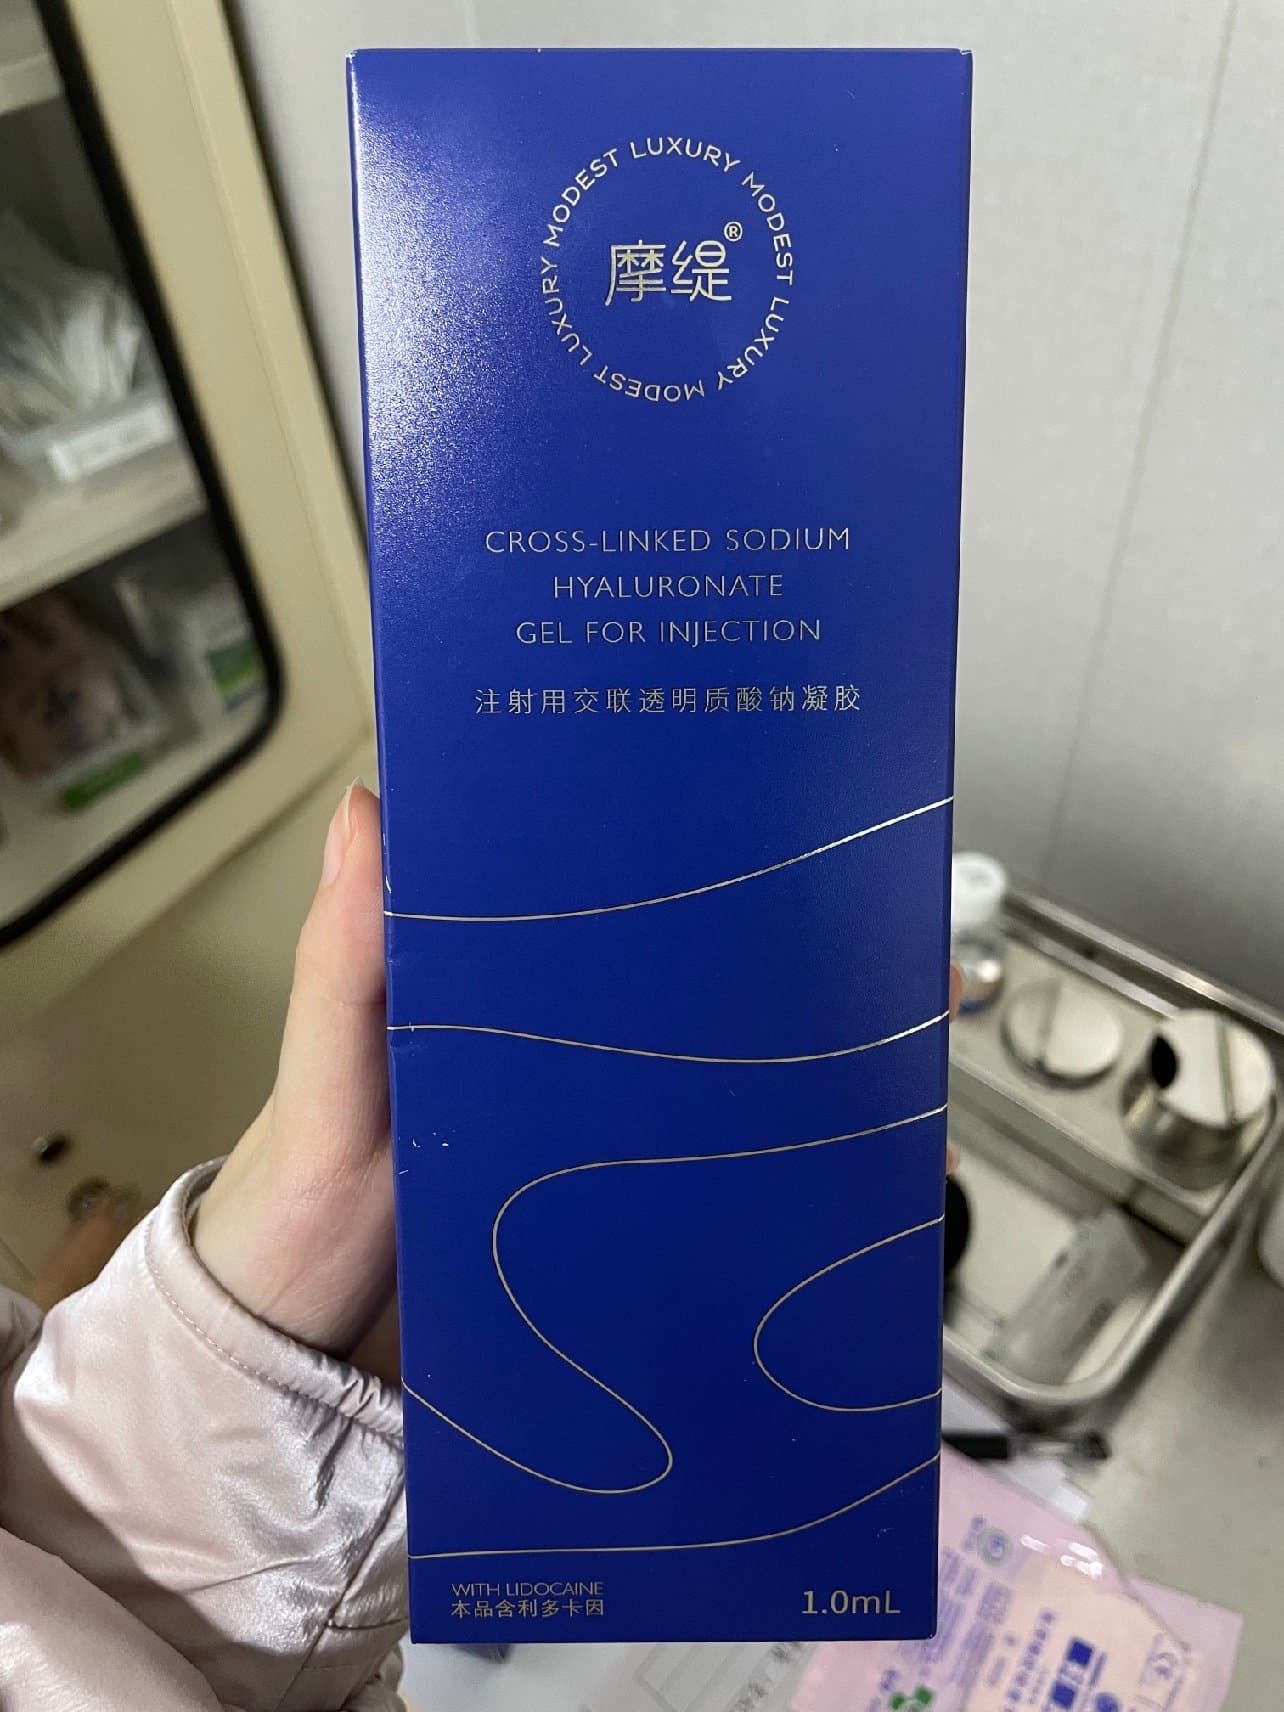 MODEST LUXURY MODEST LUXURY MODEST LUXURY
摩缇®
CROSS-LINKED SODIUM
HYALURONATE
GEL FOR INJECTION
注射用交联透明质酸钠凝胶
WITH LIDOCAINE
本品含利多卡因
1.0mL